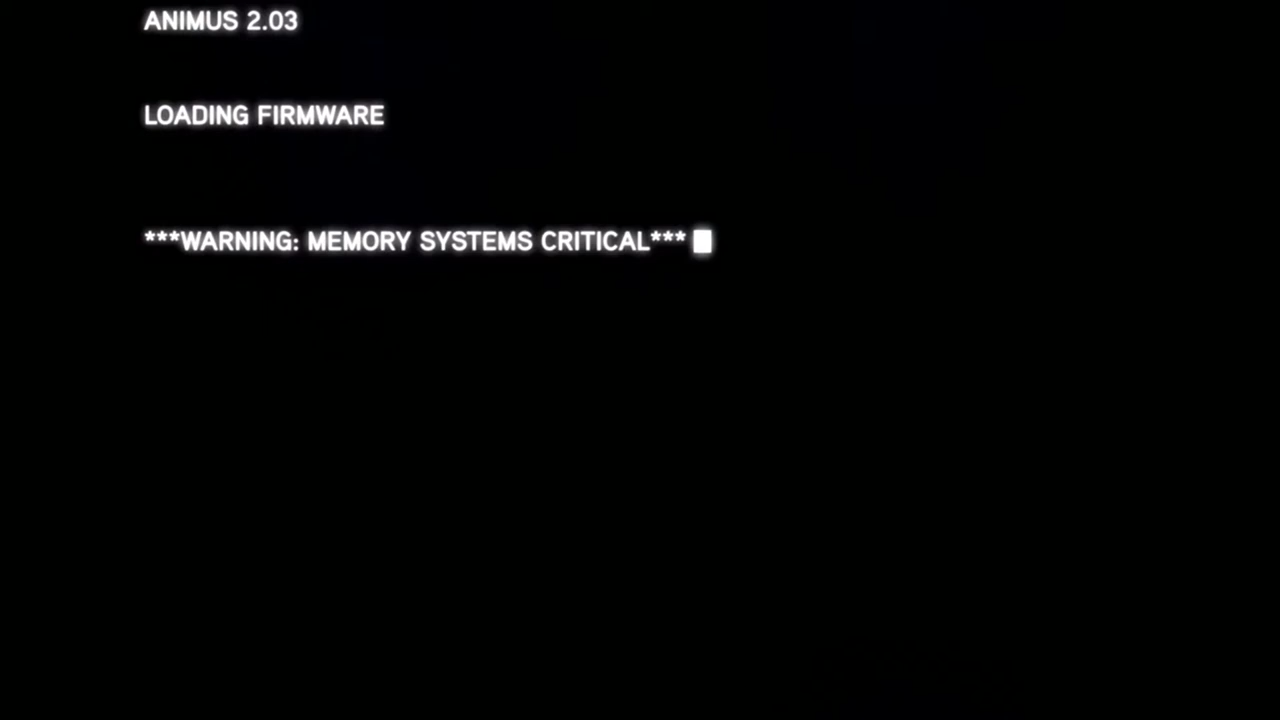 ANIMUS 2.03
LOADING FIRMWARE
***WARNING: MEMORY SYSTEMS CRITICAL***